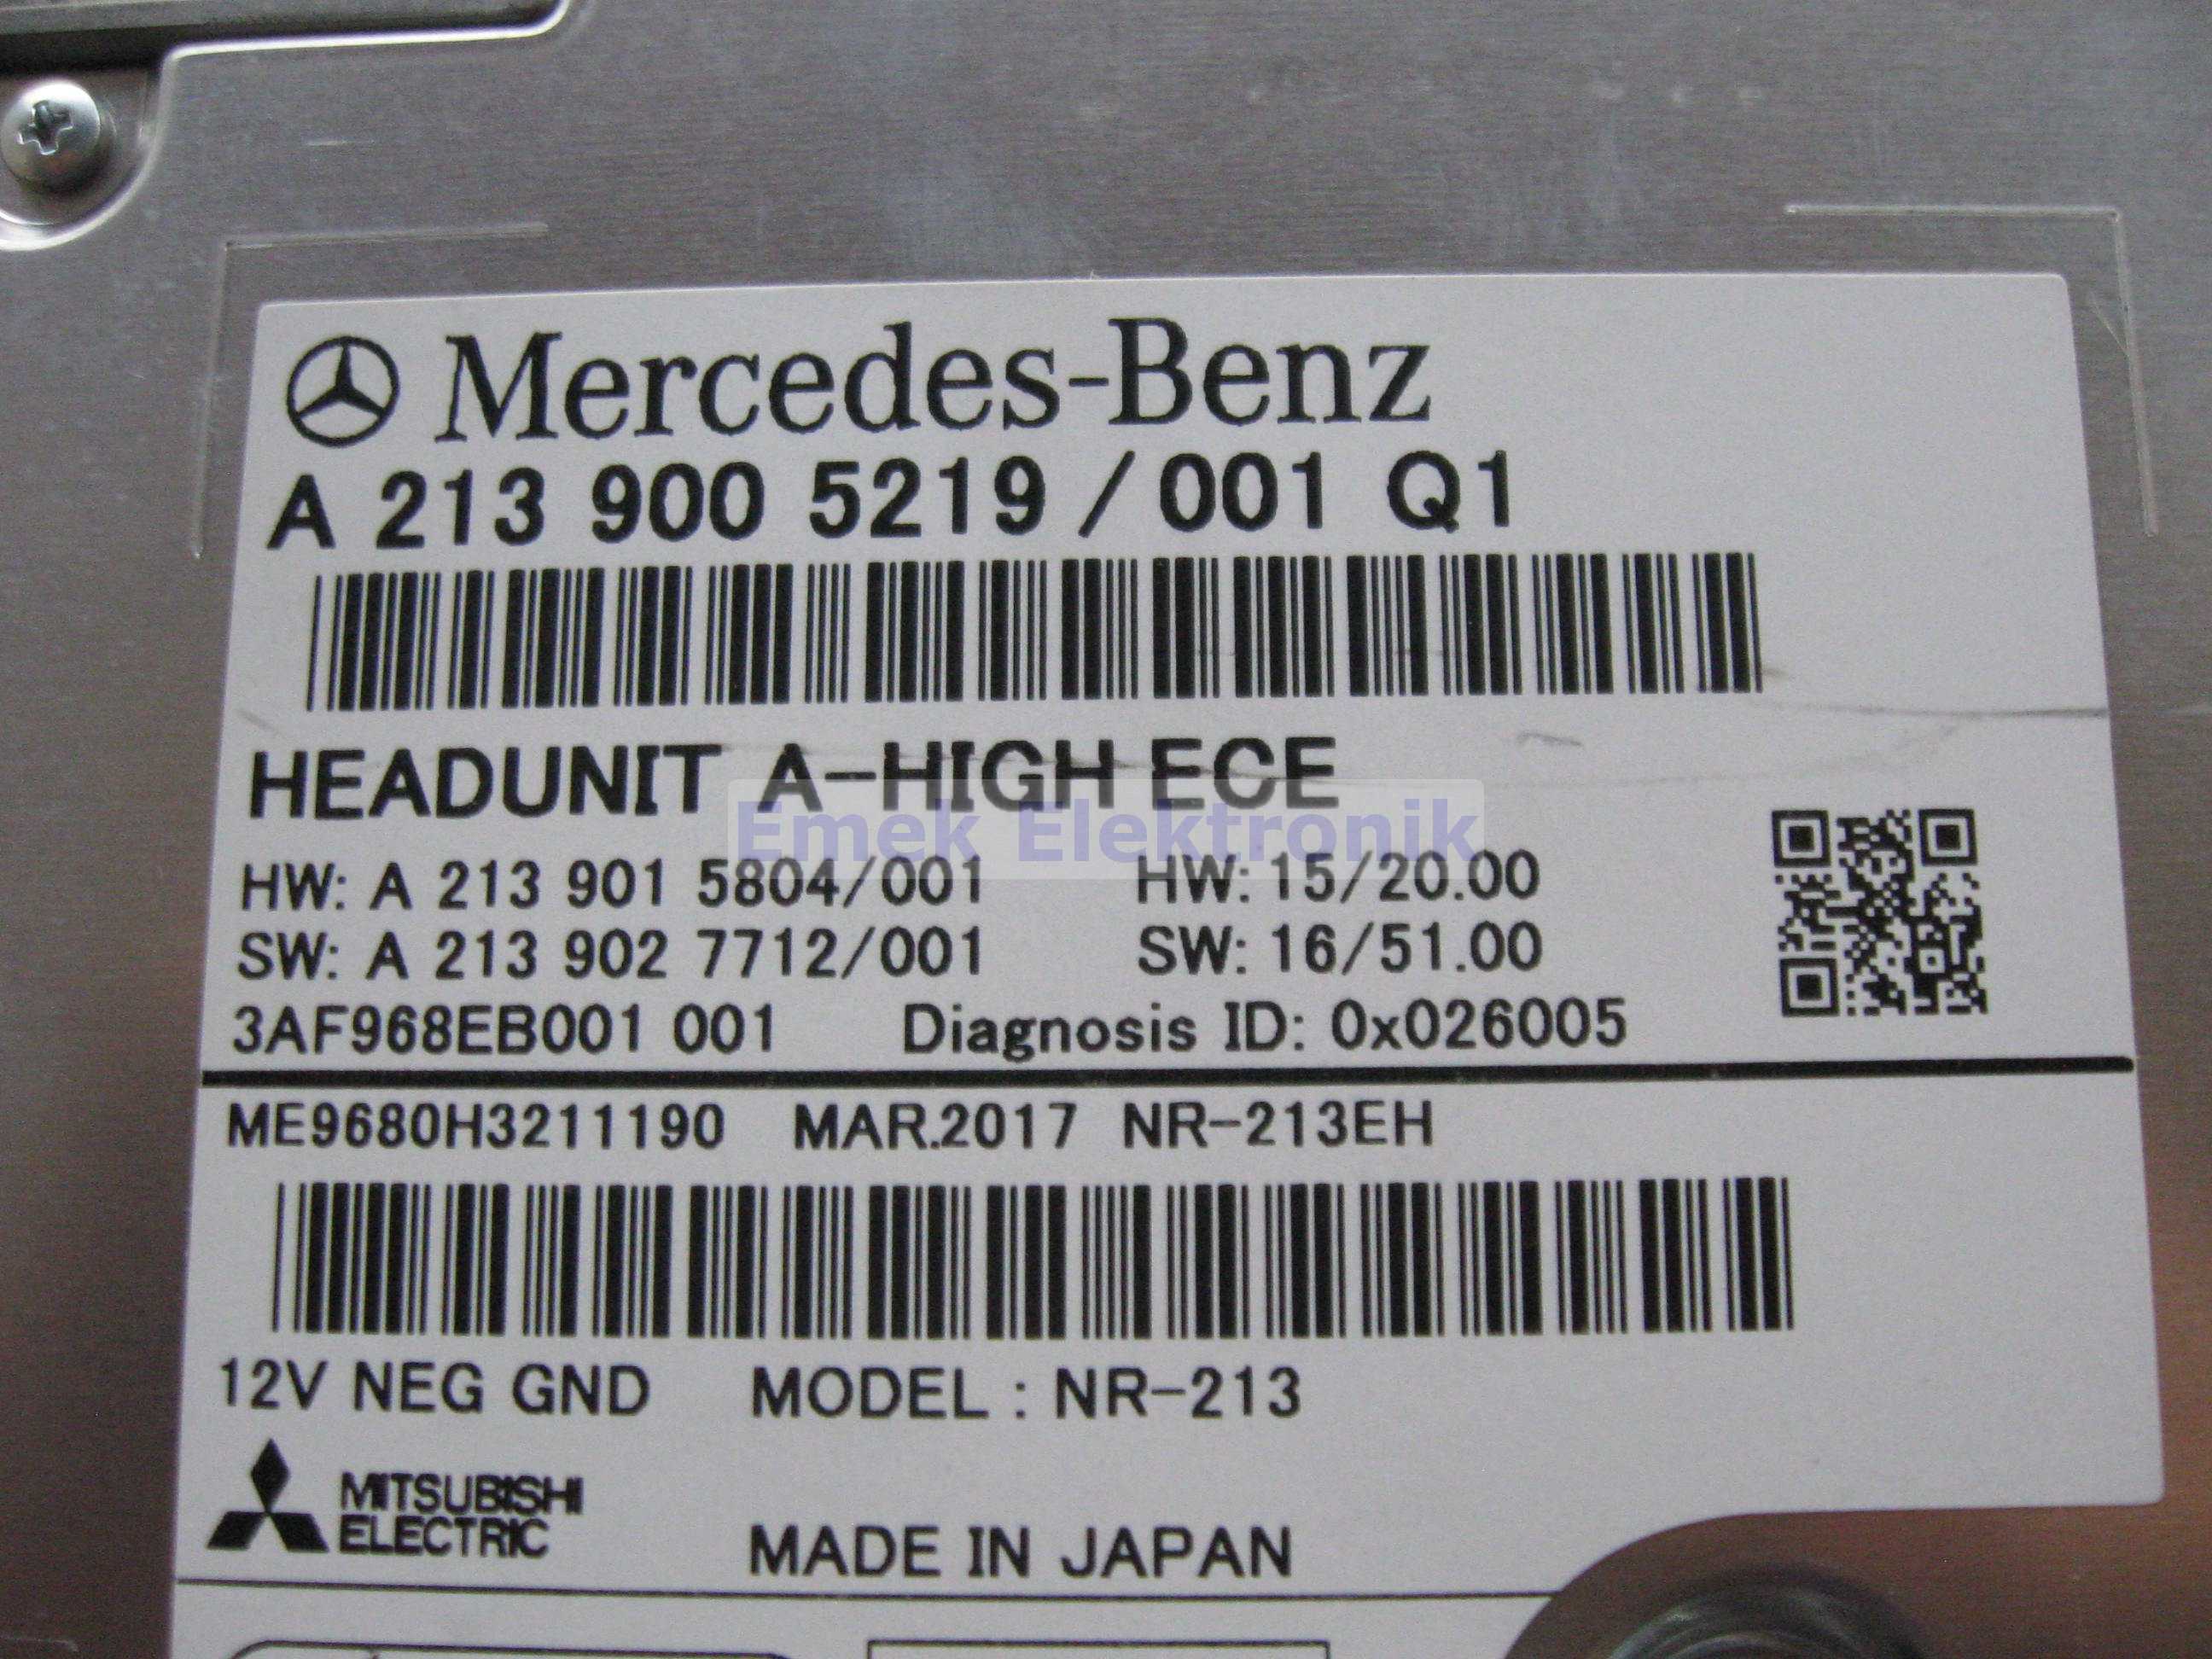 Mercedes-Benz
A 213 900 5219 / 001 Q1
HEADUNIT A-HIGH ECE
Emek Elektronik
HW: A 213 901 5804/001 HW: 15/20.00
SW: A 213 902 7712/001 SW: 16/51.00
3AF968EB001 001 Diagnosis ID: 0x026005
ME9680H3211190 MAR.2017 NR-213EH
12V NEG GND MODEL : NR-213
MITSUBISHI
ELECTRIC
MADE IN JAPAN